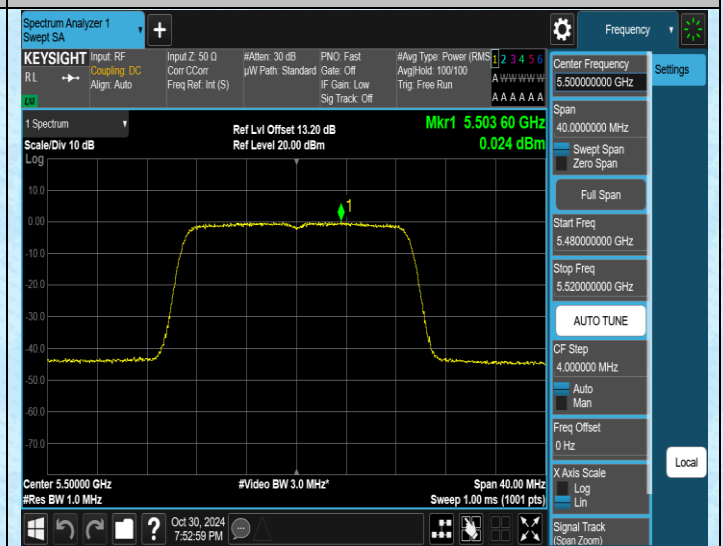 Spectrum Analyzer 1
Swept SA
+
Frequency
KEYSIGHT
R L
LXI
Input: RF
Coupling: DC
Align: Auto
Input Z: 50 Ω
Corr CCorr
Freq Ref: Int (S)
#Atten: 30 dB
µW Path: Standard
PNO: Fast
Gate: Off
IF Gain: Low
Sig Track: Off
#Avg Type: Power (RMS
Avg|Hold: 100/100
Trig: Free Run
1 2 3 4 5 6
A W W W W W
A A A A A A
1 Spectrum
Scale/Div 10 dB
Ref Lvl Offset 13.20 dB
Ref Level 20.00 dBm
Mkr1 5.503 60 GHz
0.024 dBm
Log
10.0
0.00
-10.0
-20.0
-30.0
-40.0
-50.0
-60.0
-70.0
1
Center 5.50000 GHz
#Res BW 1.0 MHz
#Video BW 3.0 MHz*
Span 40.00 MHz
Sweep 1.00 ms (1001 pts)
Center Frequency
5.500000000 GHz
Span
40.0000000 MHz
Swept Span
Zero Span
Full Span
Start Freq
5.480000000 GHz
Stop Freq
5.520000000 GHz
AUTO TUNE
CF Step
4.000000 MHz
Auto
Man
Freq Offset
0 Hz
X Axis Scale
Log
Lin
Signal Track
(Span Zoom)
Settings
Local
?
Oct 30, 2024
7:52:59 PM